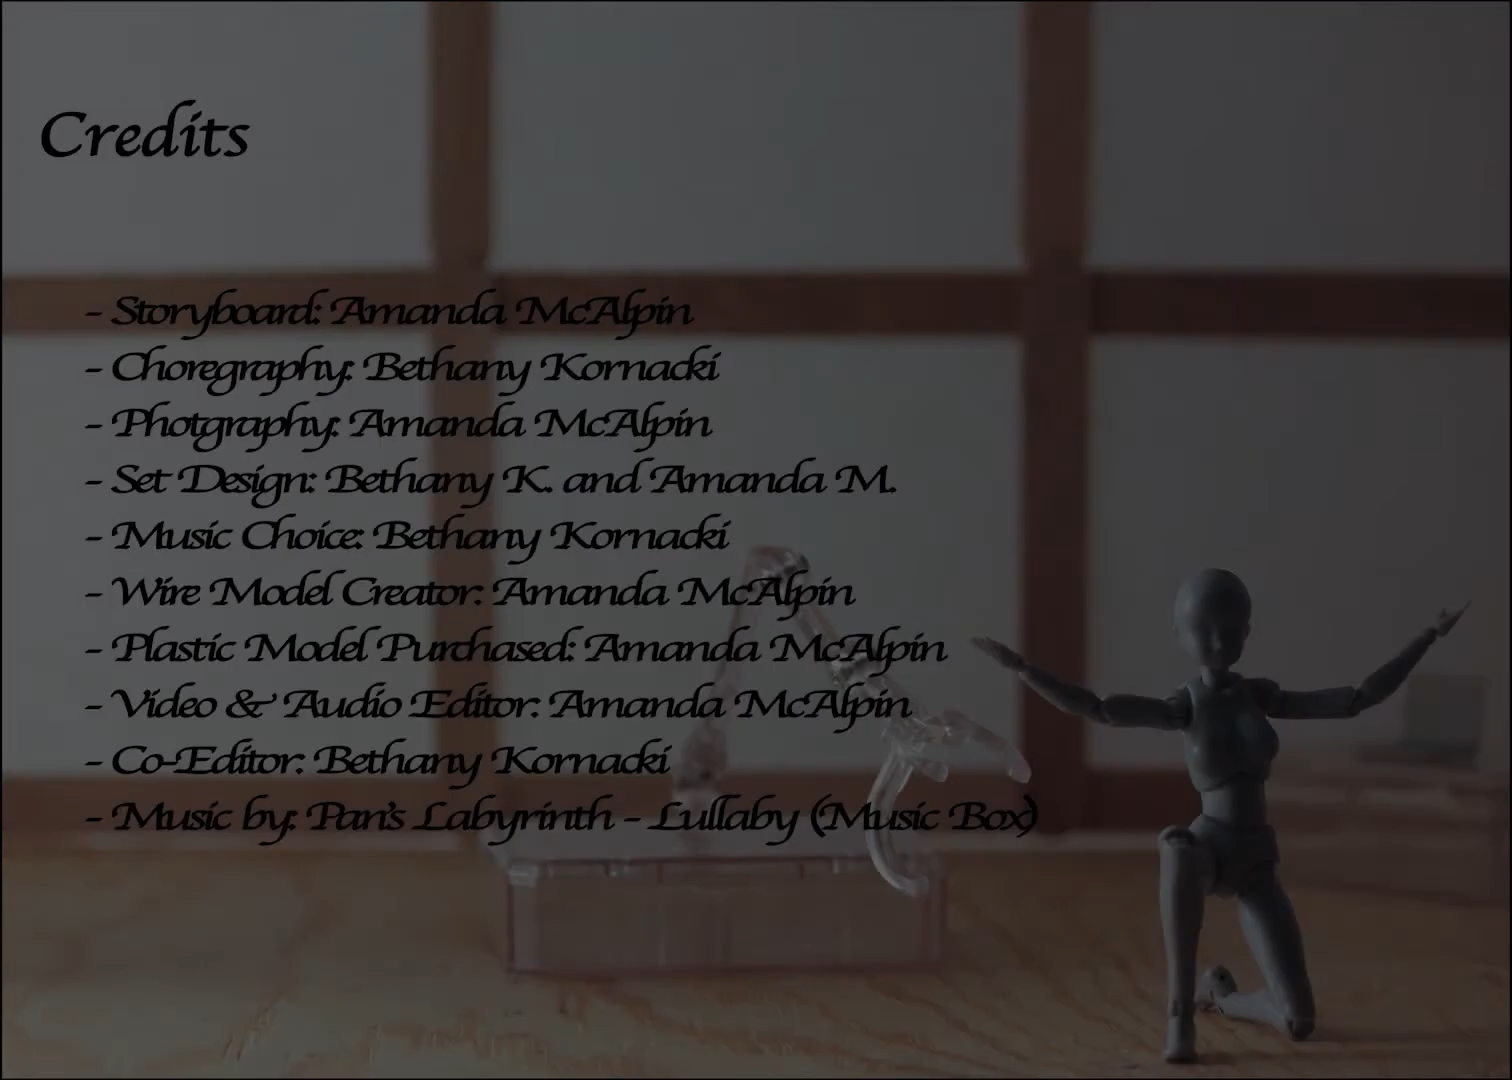 Credits
- Storyboard: Amanda McAlpin
- Choregraphy: Bethany Kornacki
- Photgraphy: Amanda McAlpin
- Set Design: Bethany K. and Amanda M.
- Music Choice: Bethany Kornacki
- Wire Model Creator: Amanda McAlpin
- Plastic Model Purchased: Amanda McAlpin
- Video & Audio Editor: Amanda McAlpin
- Co-Editor: Bethany Kornacki
- Music by: Pan's Labyrinth - Lullaby (Music Box)